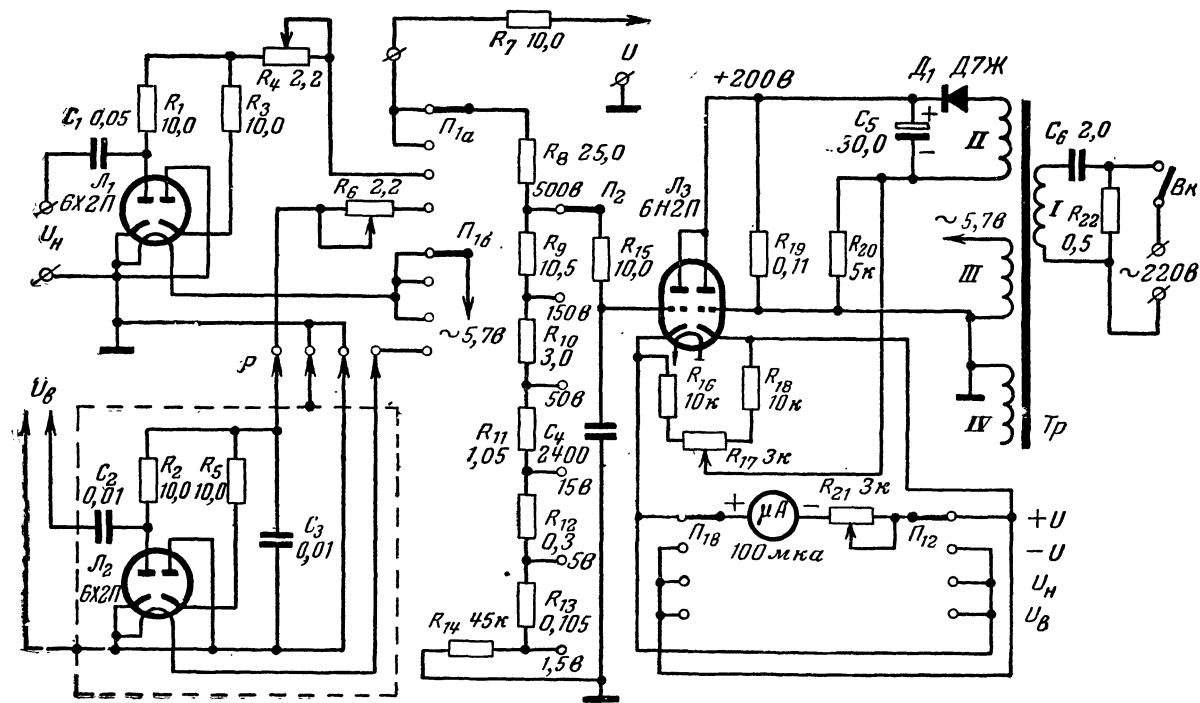 R7 10,0
U
R4 2,2
C1 0,05
R1 10,0
R3 10,0
П1а
Л1
6Х2П
Uн
R6 2,2
П1б
~5,7в
R8 25,0
500в
П2
R9 10,5
R15 10,0
150в
R10 3,0
50в
R11 1,05
C4 2400
15в
R12 0,3
5в
R13 0,105
R14 45к
1,5в
Л3
6Н2П
+200в
Д1 Д7Ж
C5 30,0
+
−
R19 0,11
R20 5к
II
~5,7в
III
IV
Тр
I
C6 2,0
R22 0,5
Вк
~220в
R16 10к
R18 10к
R17 3к
+
μA
−
100 мка
R21 3к
П1в
П12
+U
−U
Uн
Uв
Р
Uв
C2 0,01
R2 10,0
R5 10,0
C3 0,01
Л2
6Х2П